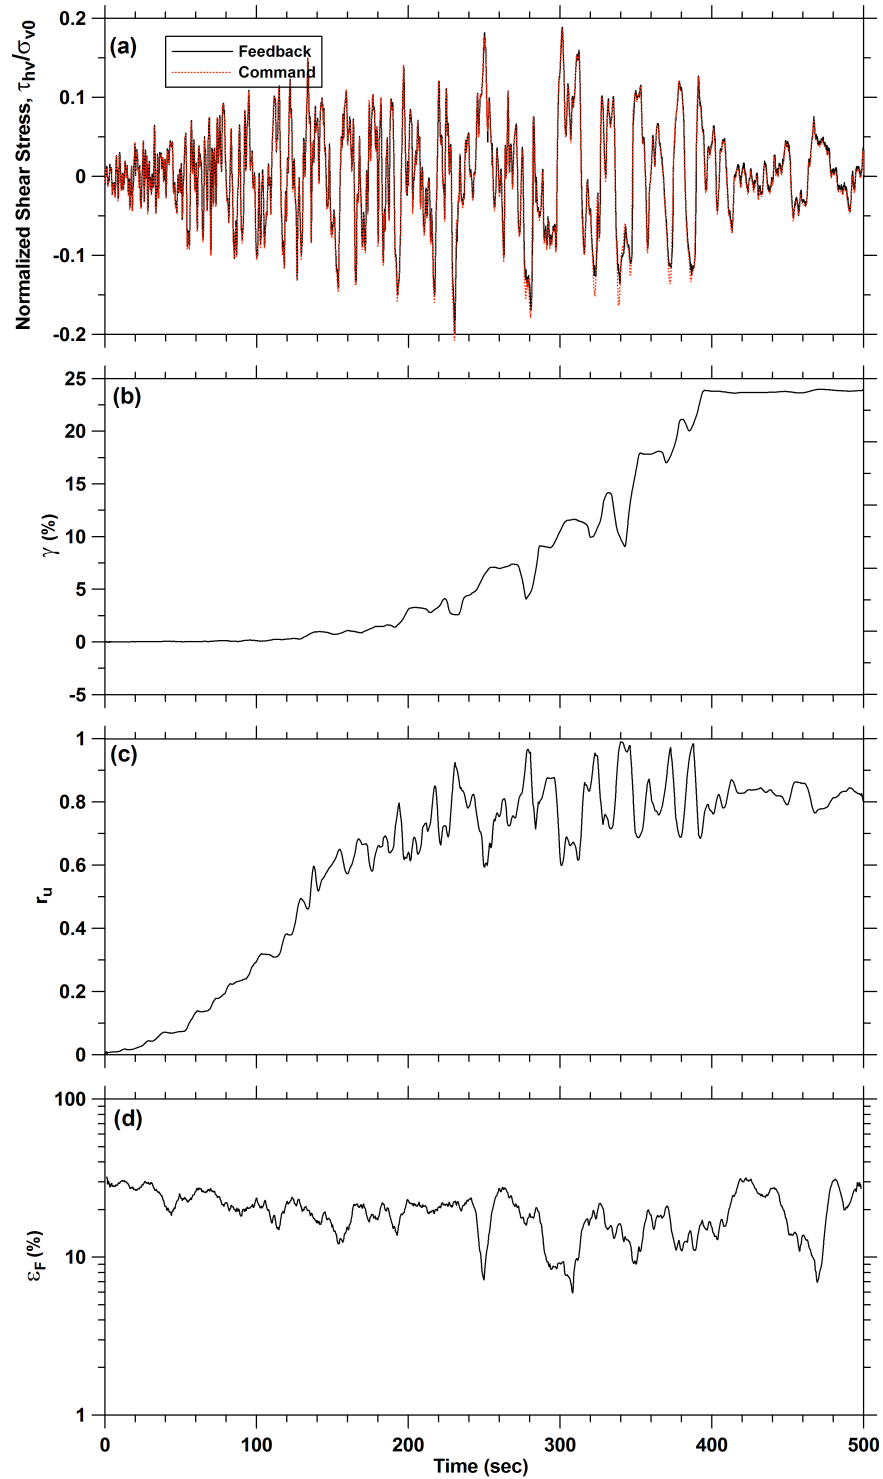 (a)
Feedback
Command
Normalized Shear Stress, τhv/σv0
0.2
0.1
0
-0.1
-0.2
(b)
γ (%)
25
20
15
10
5
0
-5
(c)
ru
1
0.8
0.6
0.4
0.2
0
(d)
εF (%)
100
10
1
0
100
200
300
400
500
Time (sec)